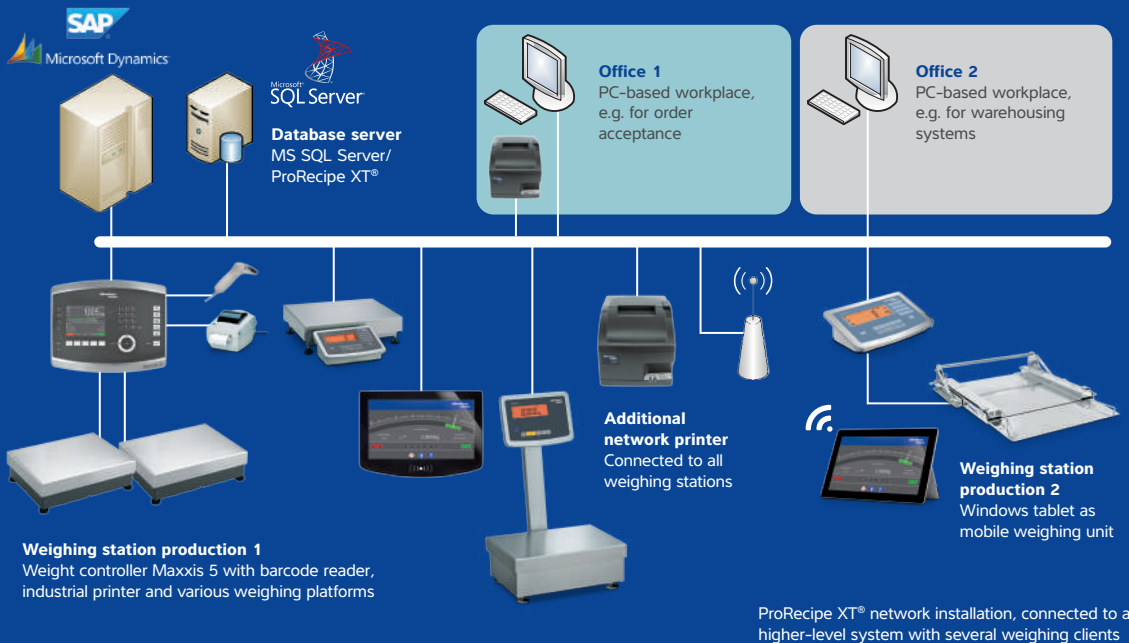 SAP
Microsoft Dynamics
Microsoft®
SQL Server
Database server
MS SQL Server/
ProRecipe XT®
Office 1
PC-based workplace,
e.g. for order
acceptance
Office 2
PC-based workplace,
e.g. for warehousing
systems
Additional
network printer
Connected to all
weighing stations
Weighing station
production 2
Windows tablet as
mobile weighing unit
Weighing station production 1
Weight controller Maxxis 5 with barcode reader,
industrial printer and various weighing platforms
ProRecipe XT® network installation, connected to a
higher-level system with several weighing clients